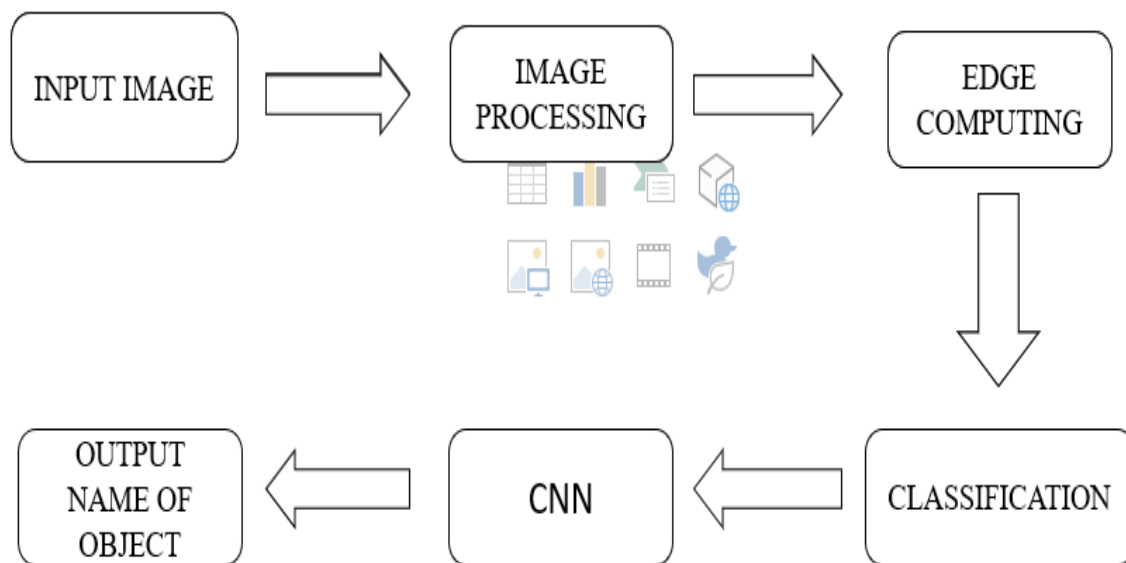 INPUT IMAGE
IMAGE
PROCESSING
EDGE
COMPUTING
CLASSIFICATION
CNN
OUTPUT
NAME OF
OBJECT